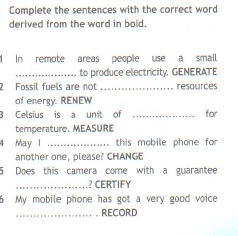 Complete the sentences with the correct word
derived from the word in bold.
1 In remote areas people use a small
.................. to produce electricity. GENERATE
2 Fossil fuels are not .................... resources
of energy. RENEW
3 Celsius is a unit of .................. for
temperature. MEASURE
4 May I .................. this mobile phone for
another one, please? CHANGE
5 Does this camera come with a guarantee
....................? CERTIFY
6 My mobile phone has got a very good voice
...................... . RECORD